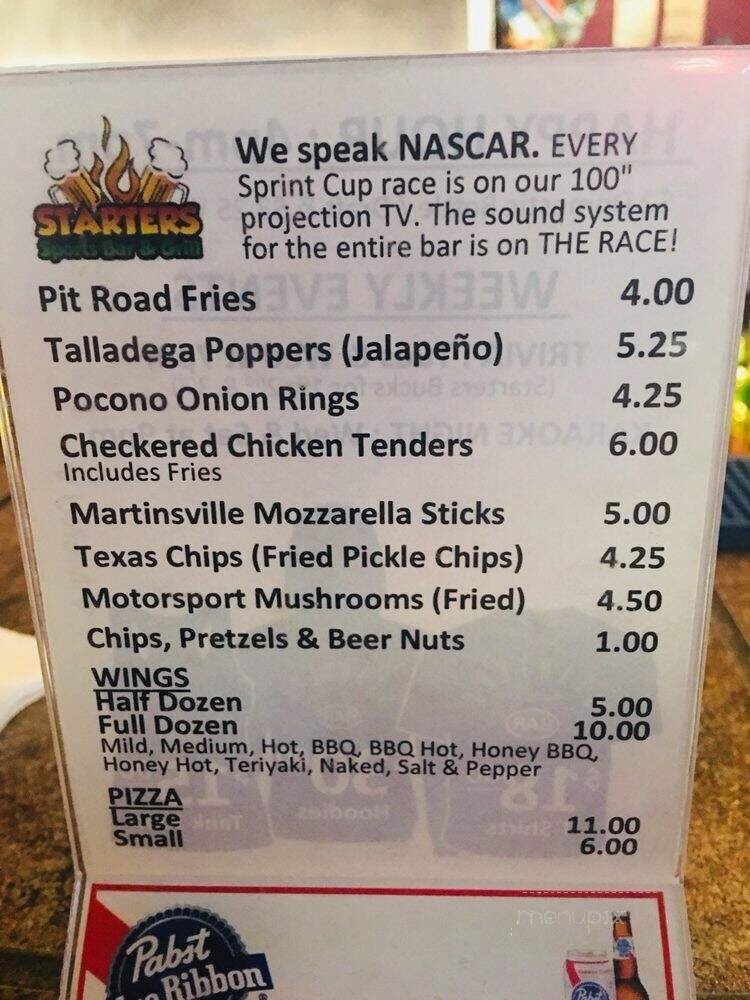 STARTERS
Sports Bar & Grill
We speak NASCAR. EVERY
Sprint Cup race is on our 100"
projection TV. The sound system
for the entire bar is on THE RACE!
Pit Road Fries 4.00
Talladega Poppers (Jalapeño) 5.25
Pocono Onion Rings 4.25
Checkered Chicken Tenders 6.00
Includes Fries
Martinsville Mozzarella Sticks 5.00
Texas Chips (Fried Pickle Chips) 4.25
Motorsport Mushrooms (Fried) 4.50
Chips, Pretzels & Beer Nuts 1.00
WINGS
Half Dozen 5.00
Full Dozen 10.00
Mild, Medium, Hot, BBQ, BBQ Hot, Honey BBQ,
Honey Hot, Teriyaki, Naked, Salt & Pepper
PIZZA
Large 11.00
Small 6.00
menupix
Pabst
Ribbon